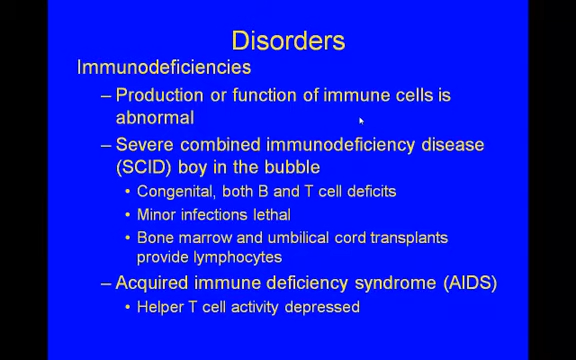 Disorders
Immunodeficiencies
– Production or function of immune cells is
abnormal
– Severe combined immunodeficiency disease
(SCID) boy in the bubble
• Congenital, both B and T cell deficits
• Minor infections lethal
• Bone marrow and umbilical cord transplants
provide lymphocytes
– Acquired immune deficiency syndrome (AIDS)
• Helper T cell activity depressed